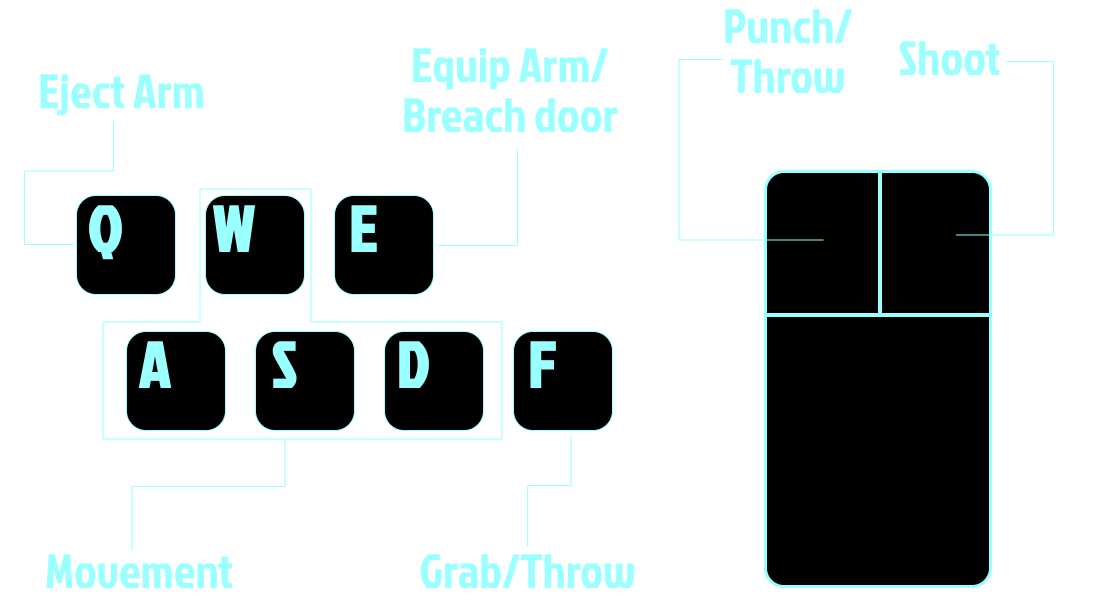 Punch/
Throw
Shoot
Equip Arm/
Breach door
Eject Arm
Q
W
E
A
S
D
F
Movement
Grab/Throw